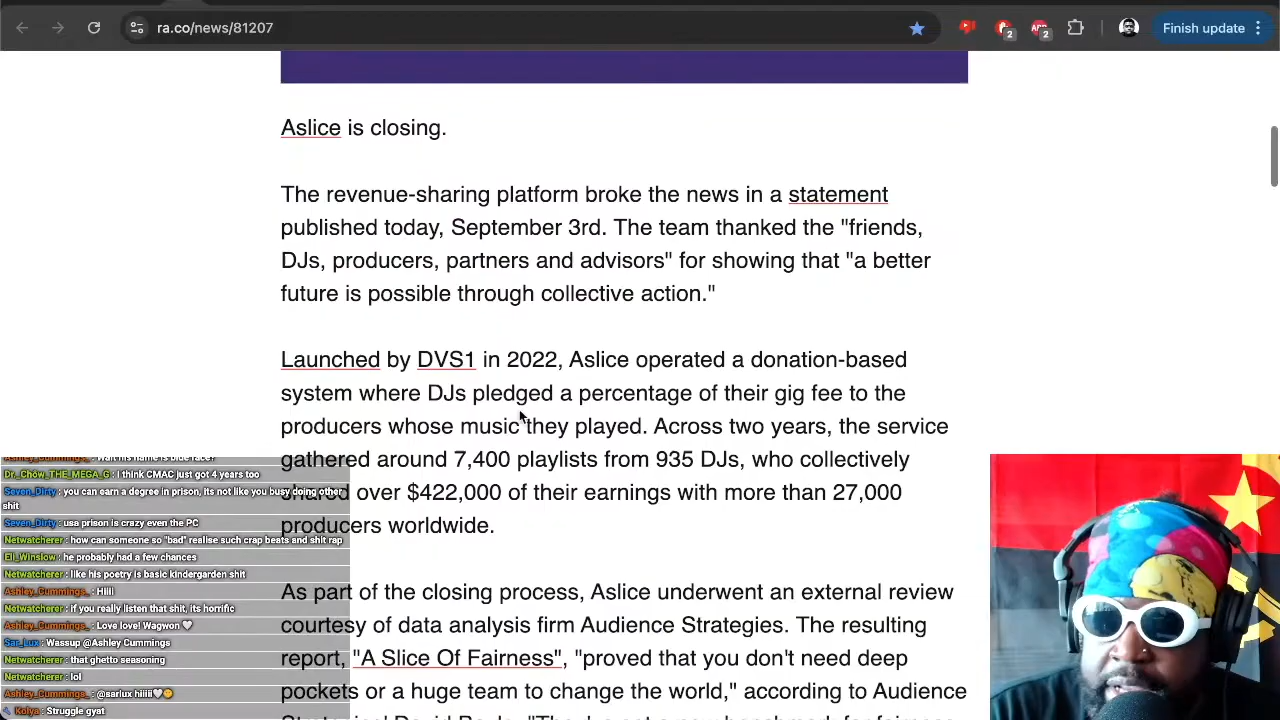 ra.co/news/81207
2
2
Finish update
Aslice is closing.
The revenue-sharing platform broke the news in a statement
published today, September 3rd. The team thanked the "friends,
DJs, producers, partners and advisors" for showing that "a better
future is possible through collective action."
Launched by DVS1 in 2022, Aslice operated a donation-based
system where DJs pledged a percentage of their gig fee to the
producers whose music they played. Across two years, the service
gathered around 7,400 playlists from 935 DJs, who collectively
over $422,000 of their earnings with more than 27,000
producers worldwide.
As part of the closing process, Aslice underwent an external review
courtesy of data analysis firm Audience Strategies. The resulting
report, "A Slice Of Fairness", "proved that you don't need deep
pockets or a huge team to change the world," according to Audience
Dr_Chow_THE_MEGA_G : I think CMAC just got 4 years too
Seven_Dirty : you can earn a degree in prison, its not like you busy doing other
shit
Seven_Dirty : usa prison is crazy even the PC
Netwatcherer : how can someone so "bad" realise such crap beats and shit rap
Eli_Winslow : he probably had a few chances
Netwatcherer : like his poetry is basic kindergarden shit
Ashley_Cummings_ : Hiiii
Netwatcherer : if you really listen that shit, its horrific
Ashley_Cummings_ : Love love! Wagwon 🤍
Sar_Lux : Wassup @Ashley Cummings
Netwatcherer : that ghetto seasoning
Netwatcherer : lol
Ashley_Cummings_ : @sarlux hiiiii🤍
Kolya : Struggle gyat